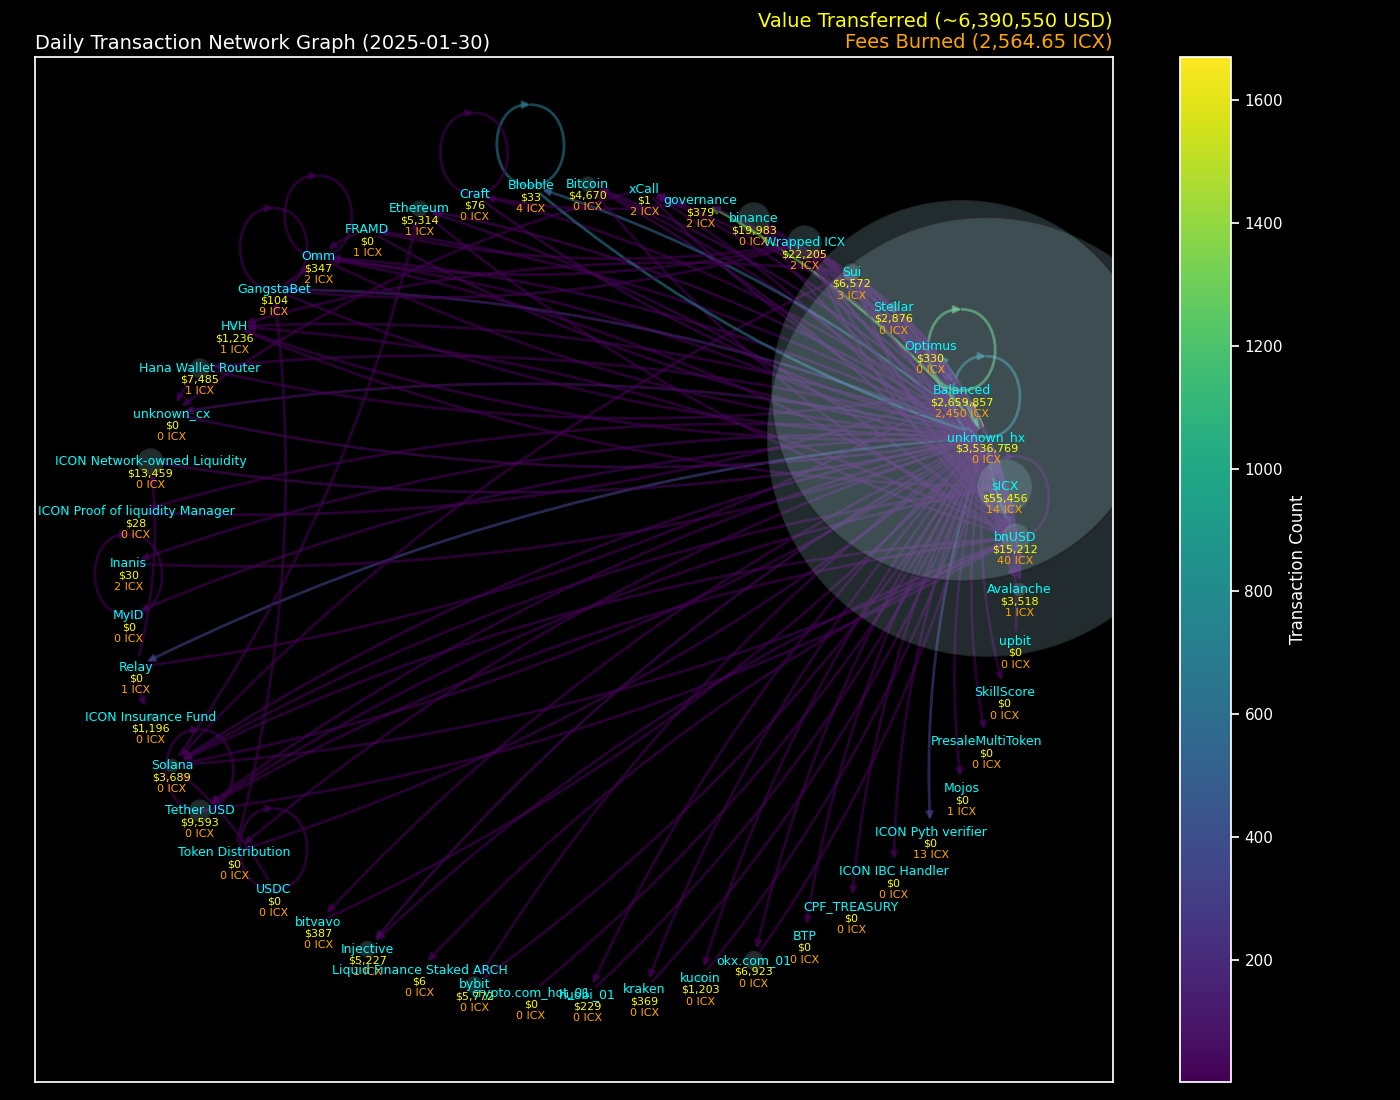 Value Transferred (~6,390,550 USD)
Daily Transaction Network Graph (2025-01-30)
Fees Burned (2,564.65 ICX)
Craft
$76
0 ICX
Blobble
$33
4 ICX
Bitcoin
$4,670
0 ICX
xCall
$1
2 ICX
governance
$379
2 ICX
binance
$19,983
0 ICX
Wrapped ICX
$22,205
2 ICX
Sui
$6,572
3 ICX
Stellar
$2,876
0 ICX
Optimus
$330
0 ICX
Balanced
$2,659,857
2,450 ICX
unknown_hx
$3,536,769
0 ICX
sICX
$55,456
14 ICX
bnUSD
$15,212
40 ICX
Avalanche
$3,518
1 ICX
upbit
$0
0 ICX
SkillScore
$0
0 ICX
PresaleMultiToken
$0
0 ICX
Mojos
$0
1 ICX
ICON Pyth verifier
$0
13 ICX
ICON IBC Handler
$0
0 ICX
CPF_TREASURY
$0
0 ICX
BTP
$0
0 ICX
okx.com_01
$6,923
0 ICX
kucoin
$1,203
0 ICX
kraken
$369
0 ICX
huobi_01
$229
0 ICX
crypto.com_hot_01
$0
0 ICX
bybit
$5,772
0 ICX
Liquid Finance Staked ARCH
$6
0 ICX
Injective
$5,227
1 ICX
bitvavo
$387
0 ICX
USDC
$0
0 ICX
Token Distribution
$0
0 ICX
Tether USD
$9,593
0 ICX
Solana
$3,689
0 ICX
ICON Insurance Fund
$1,196
0 ICX
Relay
$0
1 ICX
MyID
$0
0 ICX
Inanis
$30
2 ICX
ICON Proof of liquidity Manager
$28
0 ICX
ICON Network-owned Liquidity
$13,459
0 ICX
unknown_cx
$0
0 ICX
Hana Wallet Router
$7,485
1 ICX
HVH
$1,236
1 ICX
GangstaBet
$104
9 ICX
Omm
$347
2 ICX
FRAMD
$0
1 ICX
Ethereum
$5,314
1 ICX
1600
1400
1200
1000
800
600
400
200
Transaction Count